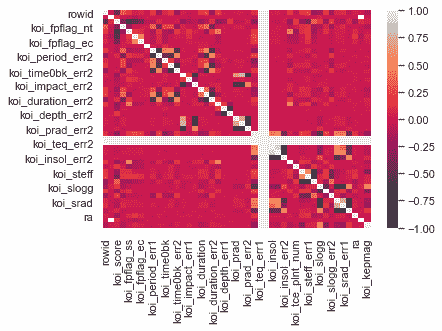 rowid
koi_fpflag_nt
koi_fpflag_ec
koi_period_err2
koi_time0bk_err2
koi_impact_err2
koi_duration_err2
koi_depth_err2
koi_prad_err1
koi_teq_err2
koi_insol_err2
koi_steff
koi_slogg
koi_srad
ra
1.00
0.75
0.50
0.25
0.00
−0.25
−0.50
−0.75
−1.00
rowid
koi_score
koi_fpflag_ss
koi_fpflag_ec
koi_period_err1
koi_time0bk
koi_time0bk_err2
koi_impact_err1
koi_duration
koi_duration_err2
koi_depth_err1
koi_prad
koi_prad_err2
koi_teq_err1
koi_insol
koi_insol_err2
koi_tce_plnt_num
koi_steff_err1
koi_slogg
koi_slogg_err2
koi_srad_err1
ra
koi_kepmag